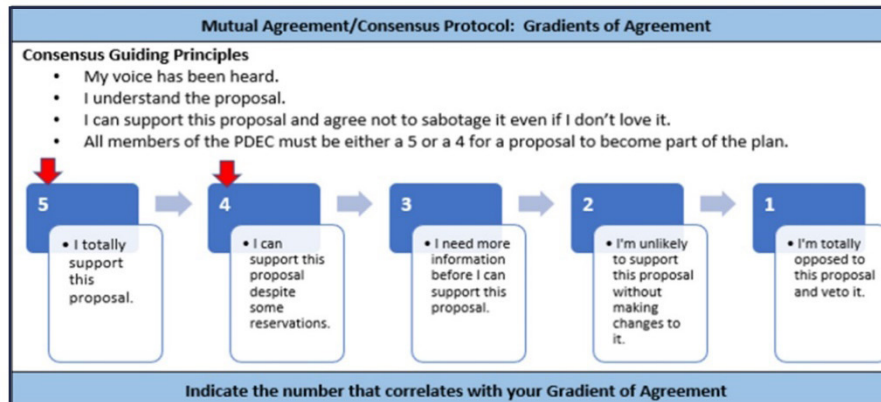 Mutual Agreement/Consensus Protocol: Gradients of Agreement
Consensus Guiding Principles
• My voice has been heard.
• I understand the proposal.
• I can support this proposal and agree not to sabotage it even if I don't love it.
• All members of the PDEC must be either a 5 or a 4 for a proposal to become part of the plan.
5
• I totally
support
this
proposal.
4
• I can
support this
proposal
despite
some
reservations.
3
• I need more
information
before I can
support this
proposal.
2
• I'm unlikely
to support
this proposal
without
making
changes to
it.
1
• I'm totally
opposed to
this proposal
and veto it.
Indicate the number that correlates with your Gradient of Agreement